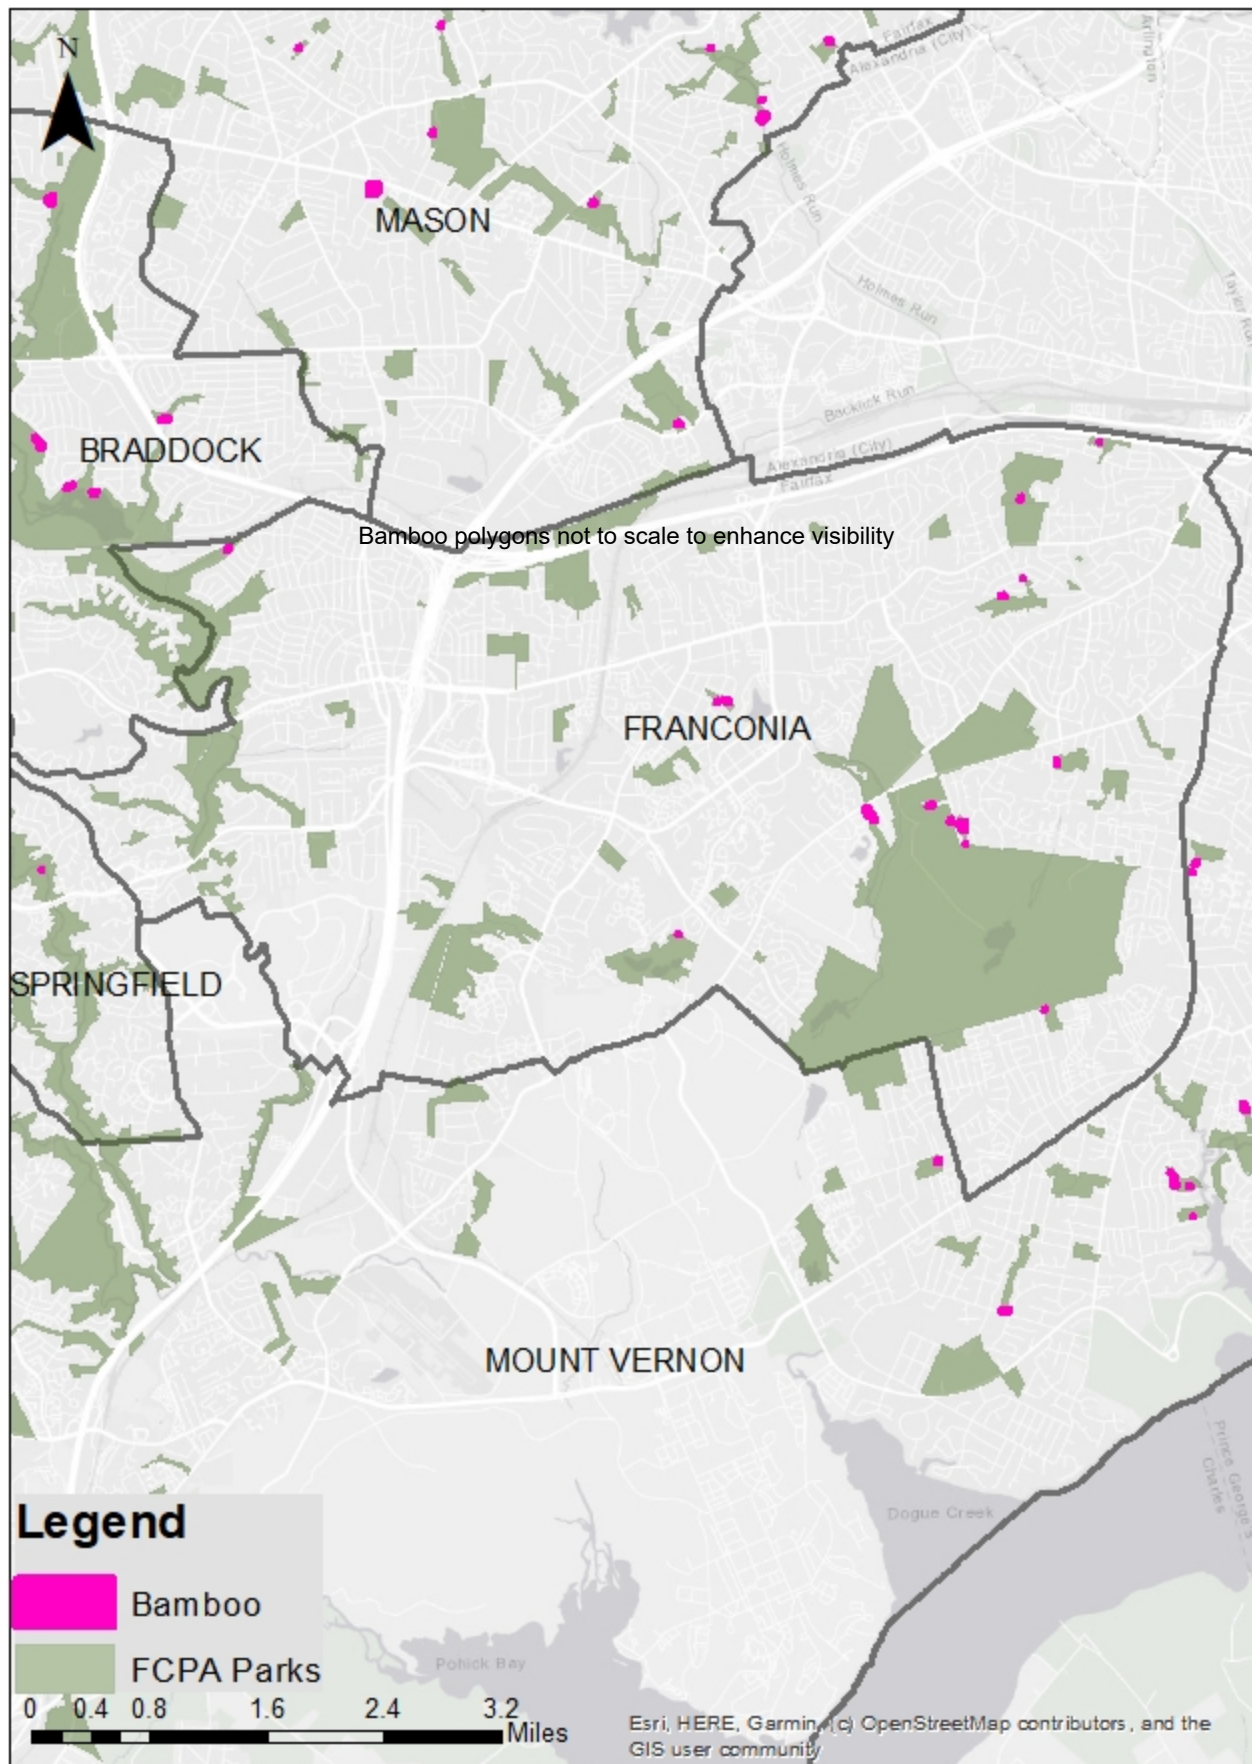 N
Fairfax
Alexandria (City)
Arlington
Holmes Run
MASON
Holmes Run
Backlick Run
BRADDOCK
Alexandria (City)
Fairfax
Bamboo polygons not to scale to enhance visibility
FRANCONIA
SPRINGFIELD
MOUNT VERNON
Prince George's
Charles
Dogue Creek
Legend
Bamboo
Pohick Bay
FCPA Parks
0 0.4 0.8 1.6 2.4 3.2
Miles
Esri, HERE, Garmin, (c) OpenStreetMap contributors, and the
GIS user community